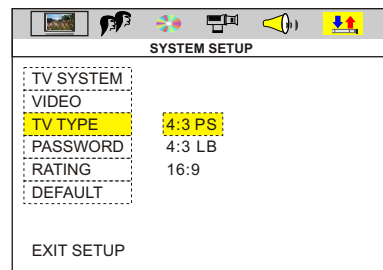 SYSTEM SETUP
TV SYSTEM
VIDEO
TV TYPE 4:3 PS
PASSWORD 4:3 LB
RATING 16:9
DEFAULT
EXIT SETUP